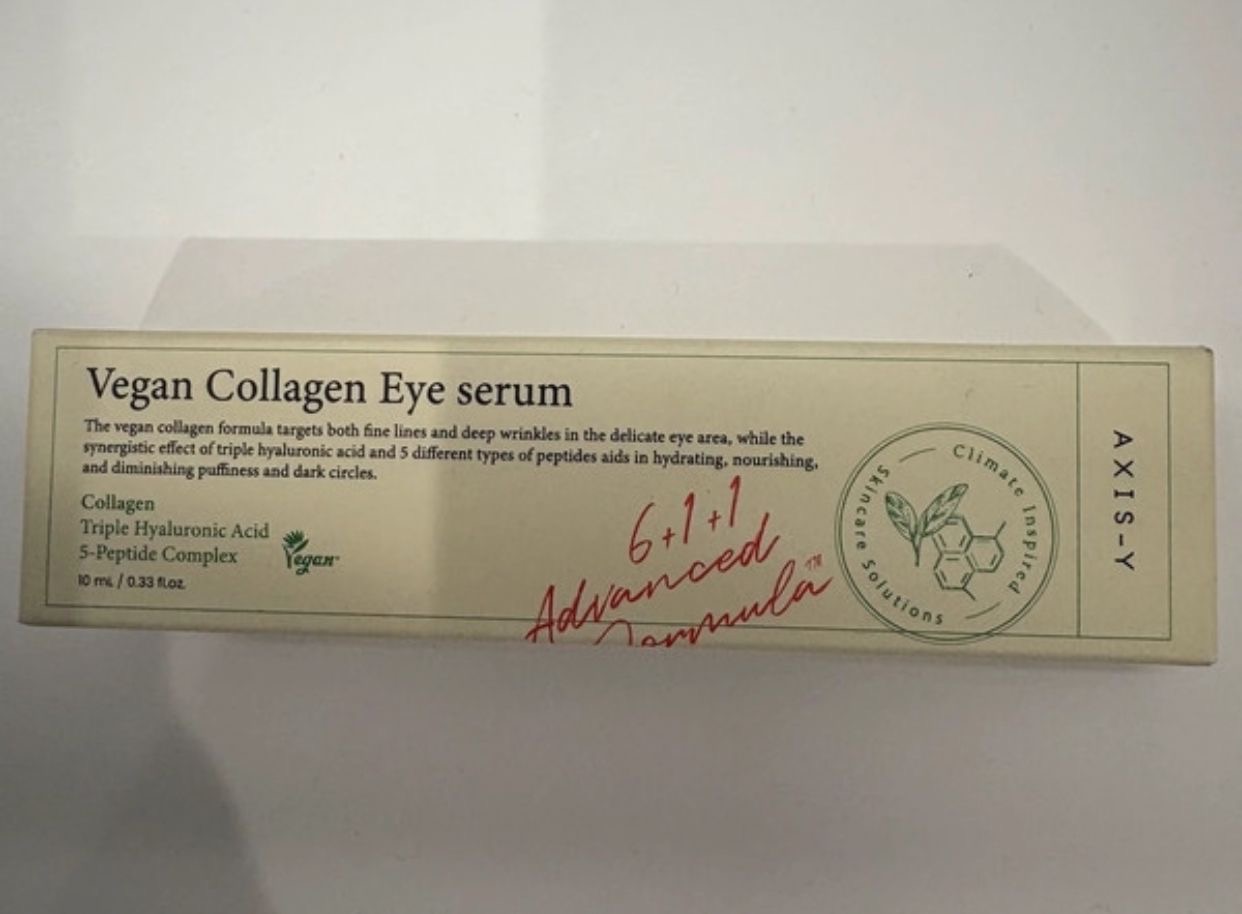 Vegan Collagen Eye serum
The vegan collagen formula targets both fine lines and deep wrinkles in the delicate eye area, while the
synergistic effect of triple hyaluronic acid and 5 different types of peptides aids in hydrating, nourishing,
and diminishing puffiness and dark circles.
Collagen
Triple Hyaluronic Acid
5-Peptide Complex
Vegan
10 mL / 0.33 fl.oz.
6+1+1
Advanced
Formula™
Climate Inspired
Skincare Solutions
AXIS-Y